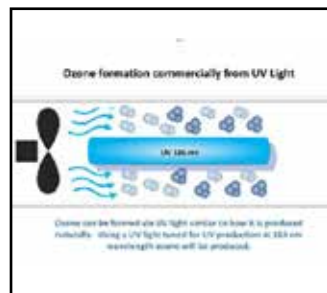 Ozone formation commercially from UV Light
UV 185 nm
Ozone can be formed via UV light similar to how it is produced
naturally. Using a UV light tuned for UV production at 185 nm
wavelength ozone will be produced.